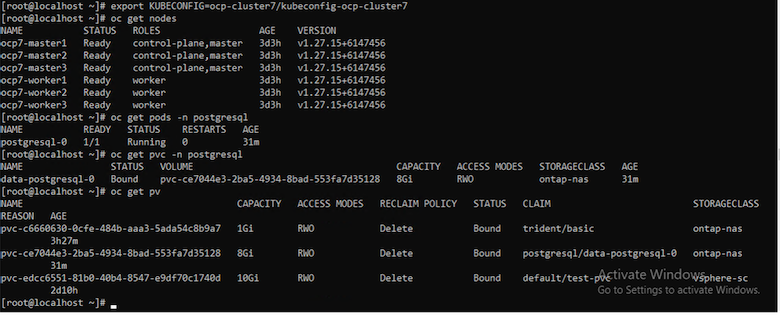 [root@localhost ~]# export KUBECONFIG=ocp-cluster7/kubeconfig-ocp-cluster7
[root@localhost ~]# oc get nodes
NAME STATUS ROLES AGE VERSION
ocp7-master1 Ready control-plane,master 3d3h v1.27.15+6147456
ocp7-master2 Ready control-plane,master 3d3h v1.27.15+6147456
ocp7-master3 Ready control-plane,master 3d3h v1.27.15+6147456
ocp7-worker1 Ready worker 3d3h v1.27.15+6147456
ocp7-worker2 Ready worker 3d3h v1.27.15+6147456
ocp7-worker3 Ready worker 3d3h v1.27.15+6147456
[root@localhost ~]# oc get pods -n postgresql
NAME READY STATUS RESTARTS AGE
postgresql-0 1/1 Running 0 31m
[root@localhost ~]# oc get pvc -n postgresql
NAME STATUS VOLUME CAPACITY ACCESS MODES STORAGECLASS AGE
data-postgresql-0 Bound pvc-ce7044e3-2ba5-4934-8bad-553fa7d35128 8Gi RWO ontap-nas 31m
[root@localhost ~]# oc get pv
NAME CAPACITY ACCESS MODES RECLAIM POLICY STATUS CLAIM STORAGECLASS
REASON AGE
pvc-c6660630-0cfe-484b-aaa3-5ada54c8b9a7 1Gi RWO Delete Bound trident/basic ontap-nas
3h27m
pvc-ce7044e3-2ba5-4934-8bad-553fa7d35128 8Gi RWO Delete Bound postgresql/data-postgresql-0 ontap-nas
31m
pvc-edcc6551-81b0-40b4-8547-e9df70c1740d 10Gi RWO Delete Bound default/test-pvc vsphere-sc
2d10h
[root@localhost ~]#
Activate Windows
Go to Settings to activate Windows.